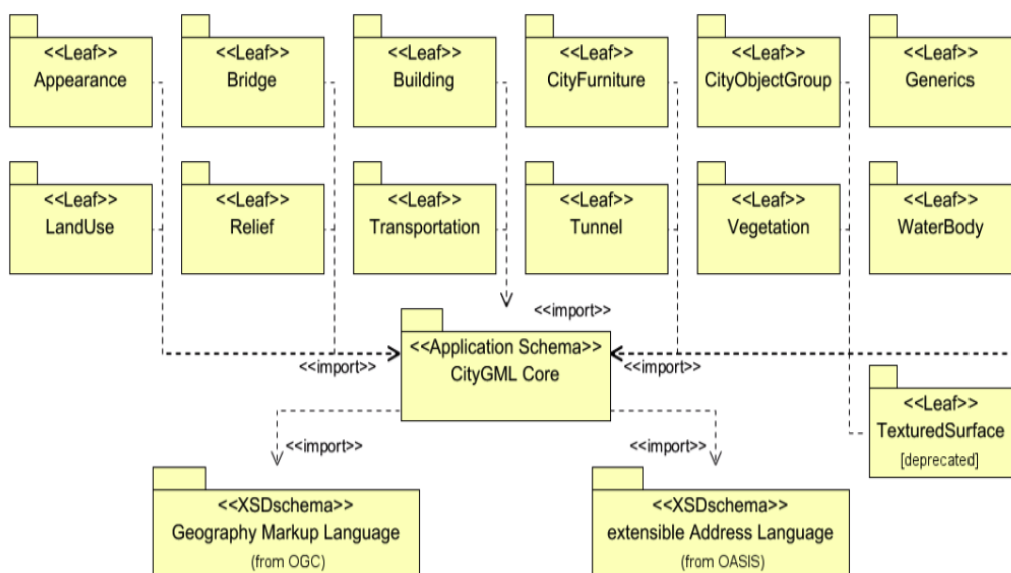 <<Leaf>>
Appearance
<<Leaf>>
Bridge
<<Leaf>>
Building
<<Leaf>>
CityFurniture
<<Leaf>>
CityObjectGroup
<<Leaf>>
Generics
<<Leaf>>
LandUse
<<Leaf>>
Relief
<<Leaf>>
Transportation
<<Leaf>>
Tunnel
<<Leaf>>
Vegetation
<<Leaf>>
WaterBody
<<import>>
<<Application Schema>>
CityGML Core
<<import>>
<<import>>
<<Leaf>>
TexturedSurface
[deprecated]
<<import>>
<<import>>
<<XSDschema>>
Geography Markup Language
(from OGC)
<<XSDschema>>
extensible Address Language
(from OASIS)